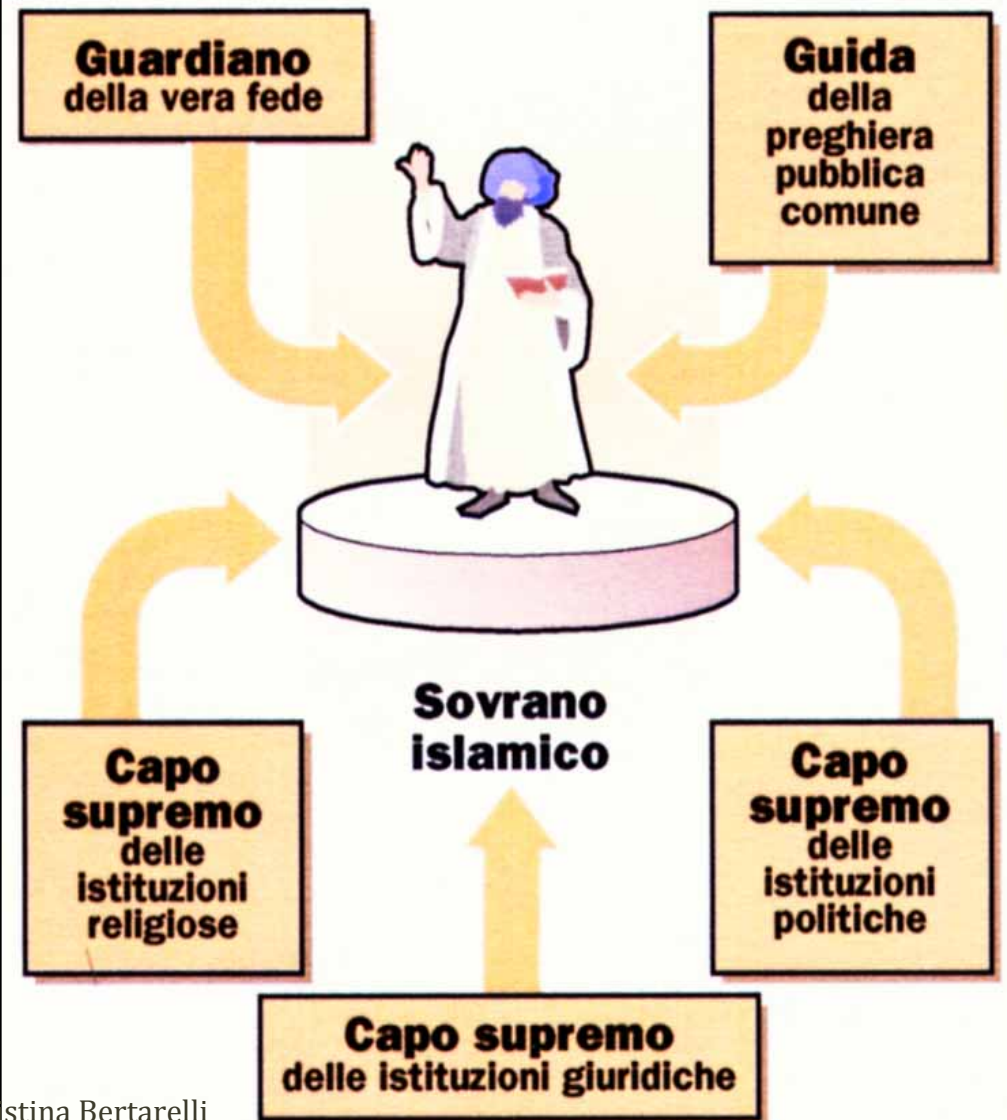 Guardiano
della vera fede
Guida
della
preghiera
pubblica
comune
Sovrano
islamico
Capo
supremo
delle
istituzioni
religiose
Capo
supremo
delle
istituzioni
politiche
Capo supremo
delle istituzioni giuridiche
istina Bertarelli